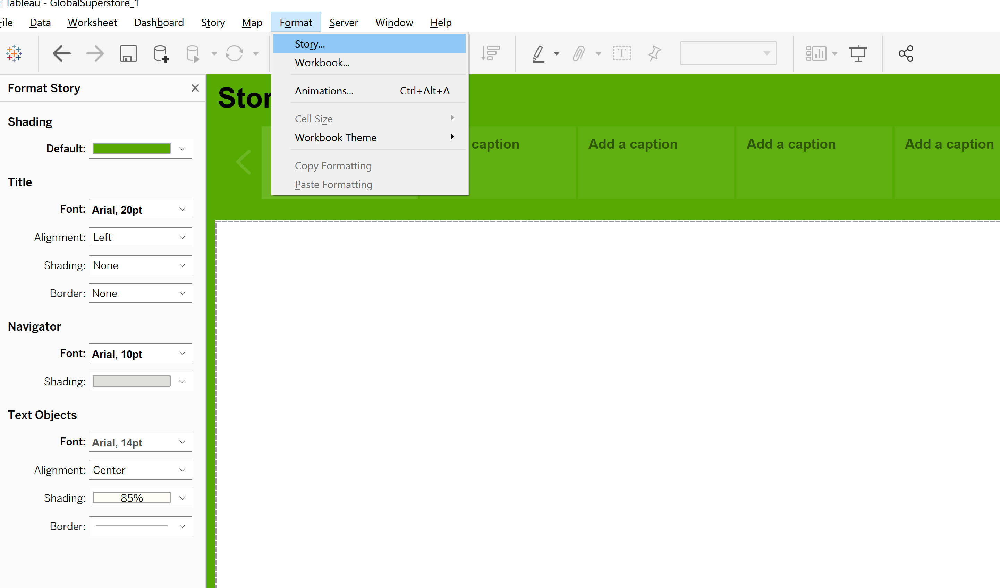 Tableau - GlobalSuperstore_1
File Data Worksheet Dashboard Story Map Format Server Window Help
Story...
Workbook...
Animations... Ctrl+Alt+A
Cell Size
Workbook Theme
Copy Formatting
Paste Formatting
T
Format Story
Shading
Default:
Title
Font: Arial, 20pt
Alignment: Left
Shading: None
Border: None
Navigator
Font: Arial, 10pt
Shading:
Text Objects
Font: Arial, 14pt
Alignment: Center
Shading: 85%
Border:
Stor
caption
Add a caption
Add a caption
Add a caption